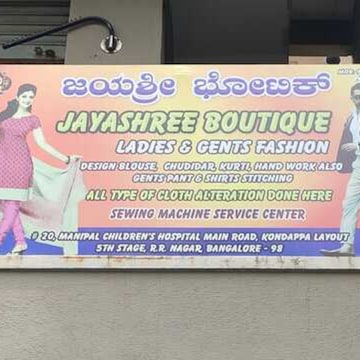 ಜಯಶ್ರೀ ಭೋಟಿಕ್
JAYASHREE BOUTIQUE
LADIES & GENTS FASHION
DESIGN BLOUSE, CHUDIDAR, KURTI, HAND WORK ALSO
GENTS PANT & SHIRTS STITCHING
ALL TYPE OF CLOTH ALTERATION DONE HERE
SEWING MACHINE SERVICE CENTER
# 20, MANIPAL CHILDREN'S HOSPITAL MAIN ROAD, KONDAPPA LAYOUT
5TH STAGE, R.R. NAGAR, BANGALORE - 98